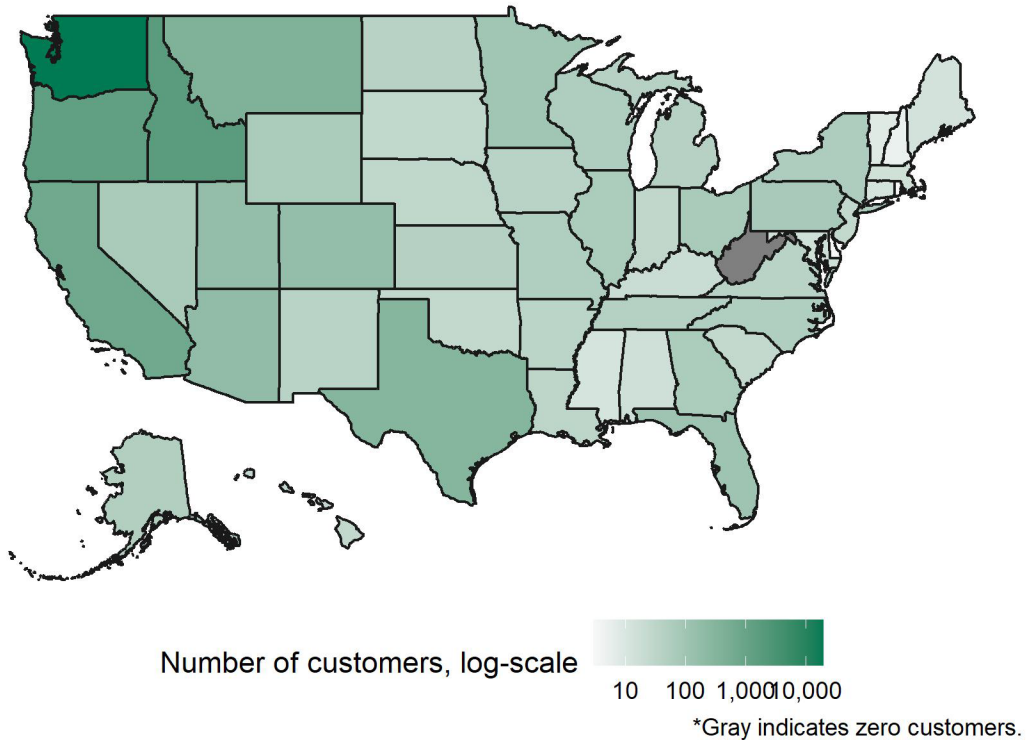 Number of customers, log-scale
10 100 1,000 10,000
*Gray indicates zero customers.